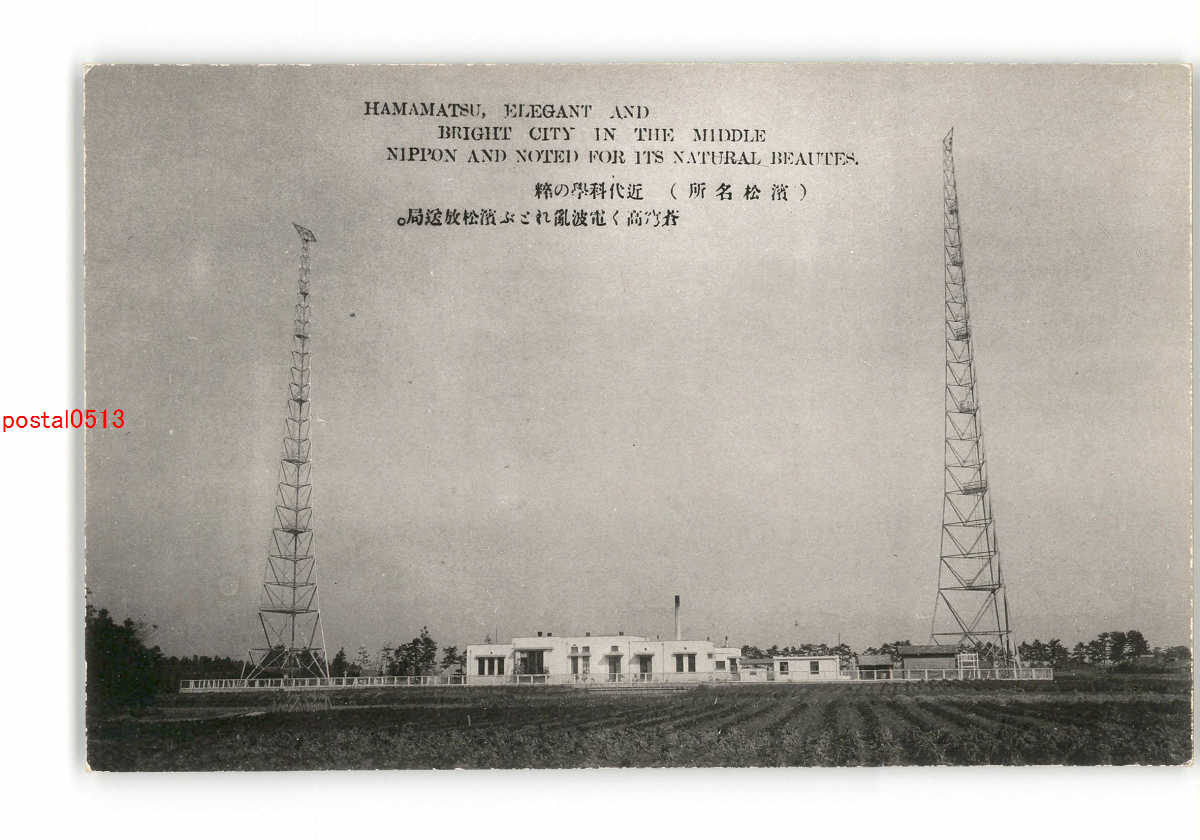 HAMAMATSU, ELEGANT AND
BRIGHT CITY IN THE MIDDLE
NIPPON AND NOTED FOR ITS NATURAL BEAUTES.
(濱松名所) 近代科學の粹
蒼穹高く電波亂れとぶ濱松放送局。
postal0513